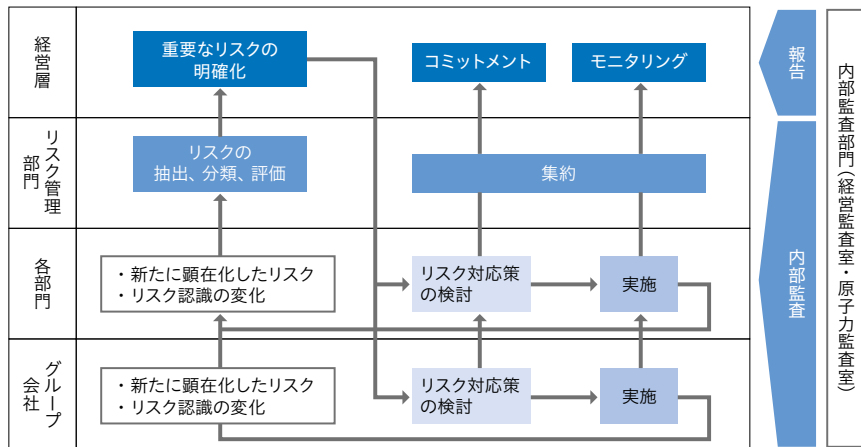 経営層
重要なリスクの
明確化
コミットメント
モニタリング
報告
リスク管理
部門
リスクの
抽出、分類、評価
集約
各部門
・新たに顕在化したリスク
・リスク認識の変化
リスク対応策
の検討
実施
グループ
会社
・新たに顕在化したリスク
・リスク認識の変化
リスク対応策
の検討
実施
内部監査
内部監査部門(経営監査室・原子力監査室)